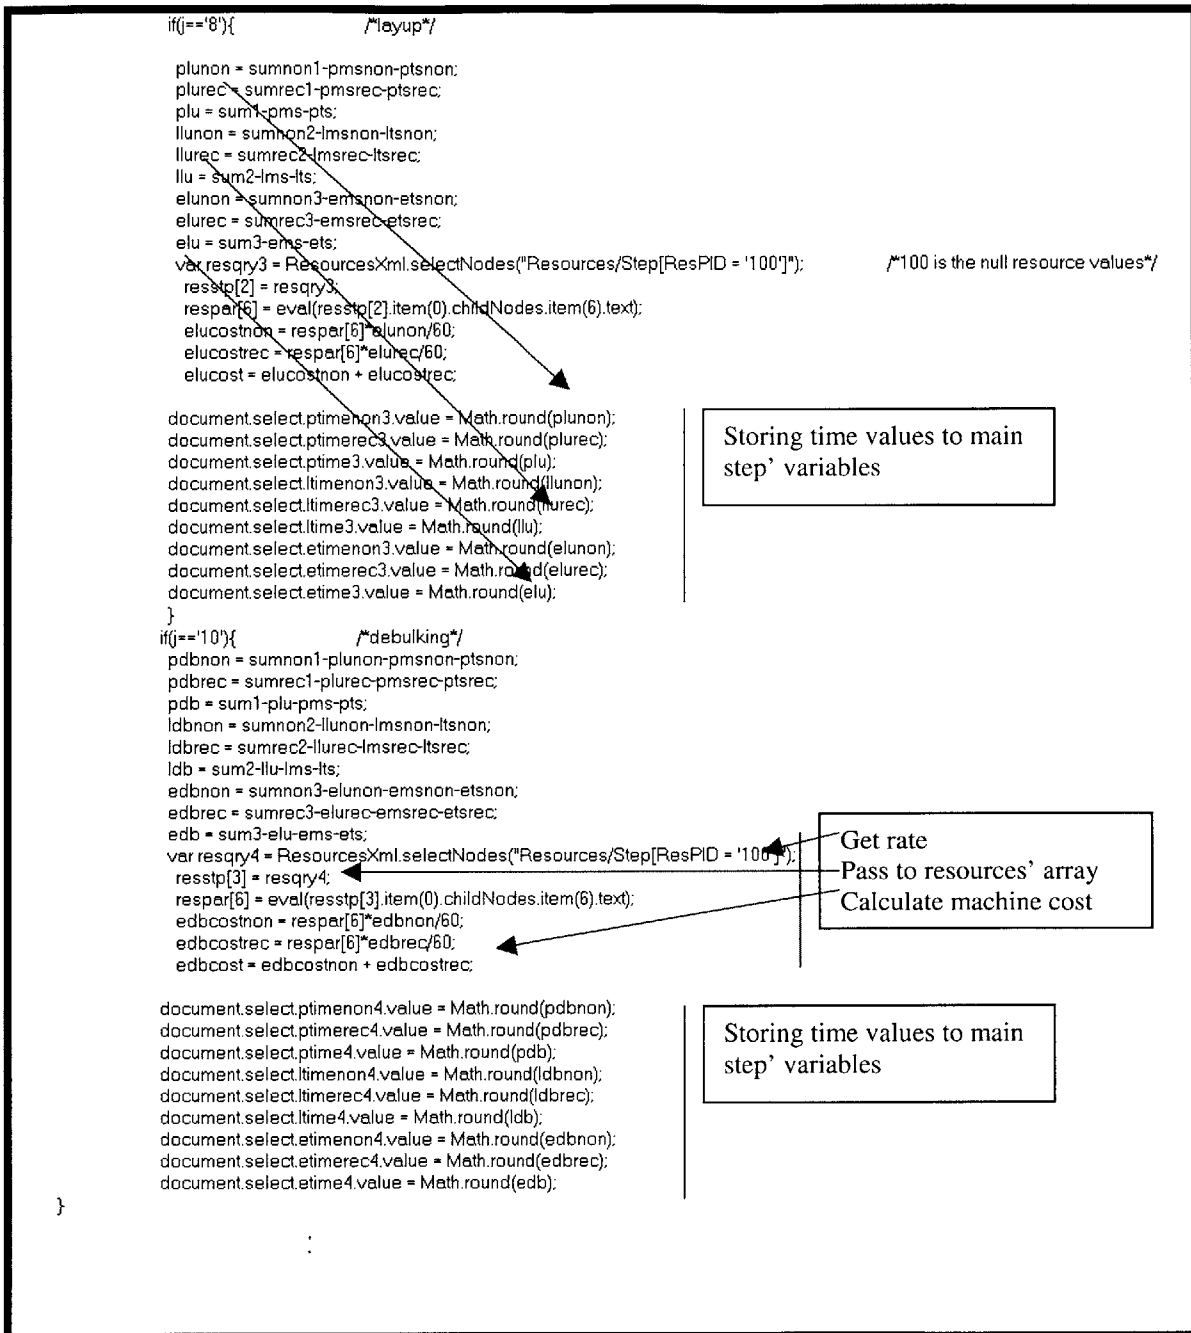 if(j=='8'){ /*layup*/
plunon = sumnon1-pmsnon-ptsnon;
plurec = sumrec1-pmsrec-ptsrec;
plu = sum1-pms-pts;
llunon = sumnon2-lmsnon-ltsnon;
llurec = sumrec2-lmsrec-ltsrec;
llu = sum2-lms-lts;
elunon = sumnon3-emsnon-etsnon;
elurec = sumrec3-emsrec-etsrec;
elu = sum3-ems-ets;
var resqry3 = ResourcesXml.selectNodes("Resources/Step[ResPID = '100']"); /*100 is the null resource values*/
resstp[2] = resqry3;
respar[6] = eval(resstp[2].item(0).childNodes.item(6).text);
elucostnon = respar[6]*elunon/60;
elucostrec = respar[6]*elurec/60;
elucost = elucostnon + elucostrec;
document.select.ptimenon3.value = Math.round(plunon);
document.select.ptimerec3.value = Math.round(plurec);
document.select.ptime3.value = Math.round(plu);
document.select.ltimenon3.value = Math.round(llunon);
document.select.ltimerec3.value = Math.round(llurec);
document.select.ltime3.value = Math.round(llu);
document.select.etimenon3.value = Math.round(elunon);
document.select.etimerec3.value = Math.round(elurec);
document.select.etime3.value = Math.round(elu);
Storing time values to main
step' variables
}
if(j=='10'){ /*debulking*/
pdbnon = sumnon1-plunon-pmsnon-ptsnon;
pdbrec = sumrec1-plurec-pmsrec-ptsrec;
pdb = sum1-plu-pms-pts;
ldbnon = sumnon2-llunon-lmsnon-ltsnon;
ldbrec = sumrec2-llurec-lmsrec-ltsrec;
ldb = sum2-llu-lms-lts;
edbnon = sumnon3-elunon-emsnon-etsnon;
edbrec = sumrec3-elurec-emsrec-etsrec;
edb = sum3-elu-ems-ets;
var resqry4 = ResourcesXml.selectNodes("Resources/Step[ResPID = '100']");
resstp[3] = resqry4;
respar[6] = eval(resstp[3].item(0).childNodes.item(6).text);
edbcostnon = respar[6]*edbnon/60;
edbcostrec = respar[6]*edbrec/60;
edbcost = edbcostnon + edbcostrec;
Get rate
Pass to resources' array
Calculate machine cost
document.select.ptimenon4.value = Math.round(pdbnon);
document.select.ptimerec4.value = Math.round(pdbrec);
document.select.ptime4.value = Math.round(pdb);
document.select.ltimenon4.value = Math.round(ldbnon);
document.select.ltimerec4.value = Math.round(ldbrec);
document.select.ltime4.value = Math.round(ldb);
document.select.etimenon4.value = Math.round(edbnon);
document.select.etimerec4.value = Math.round(edbrec);
document.select.etime4.value = Math.round(edb);
Storing time values to main
step' variables
}
: